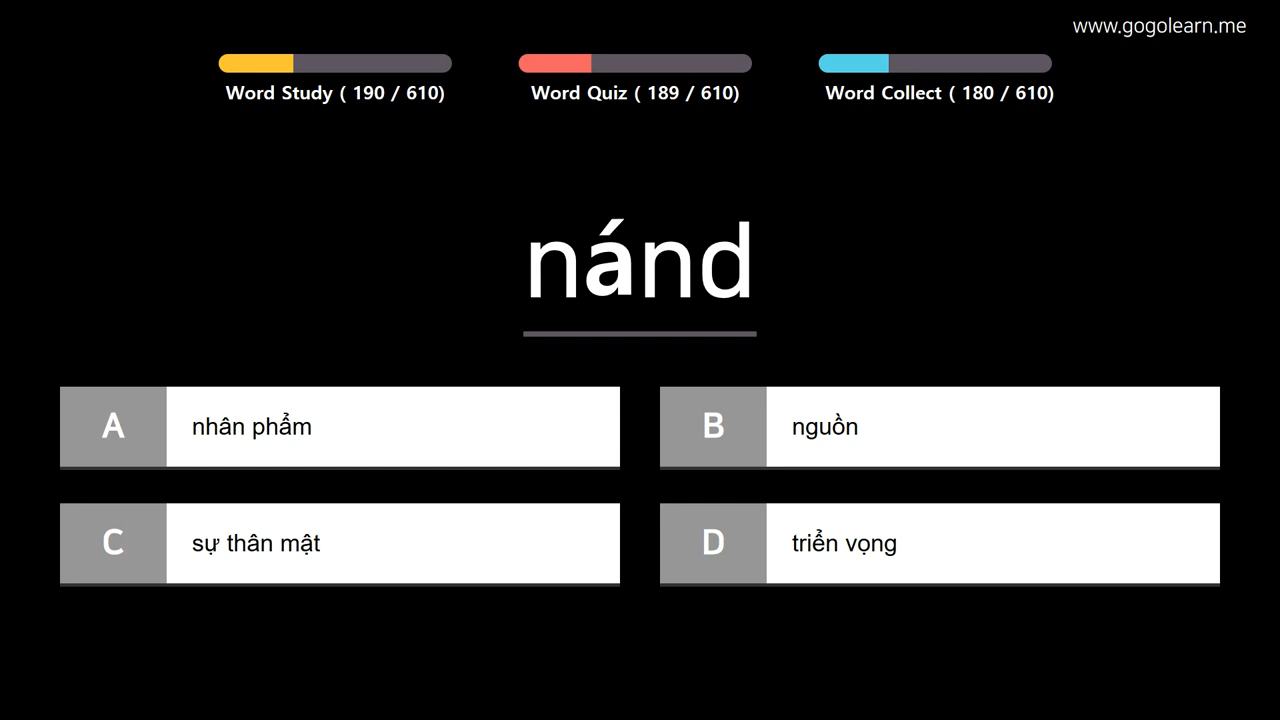 www.gogolearn.me
Word Study ( 190 / 610)
Word Quiz ( 189 / 610)
Word Collect ( 180 / 610)
nánd
A nhân phẩm
B nguồn
C sự thân mật
D triển vọng